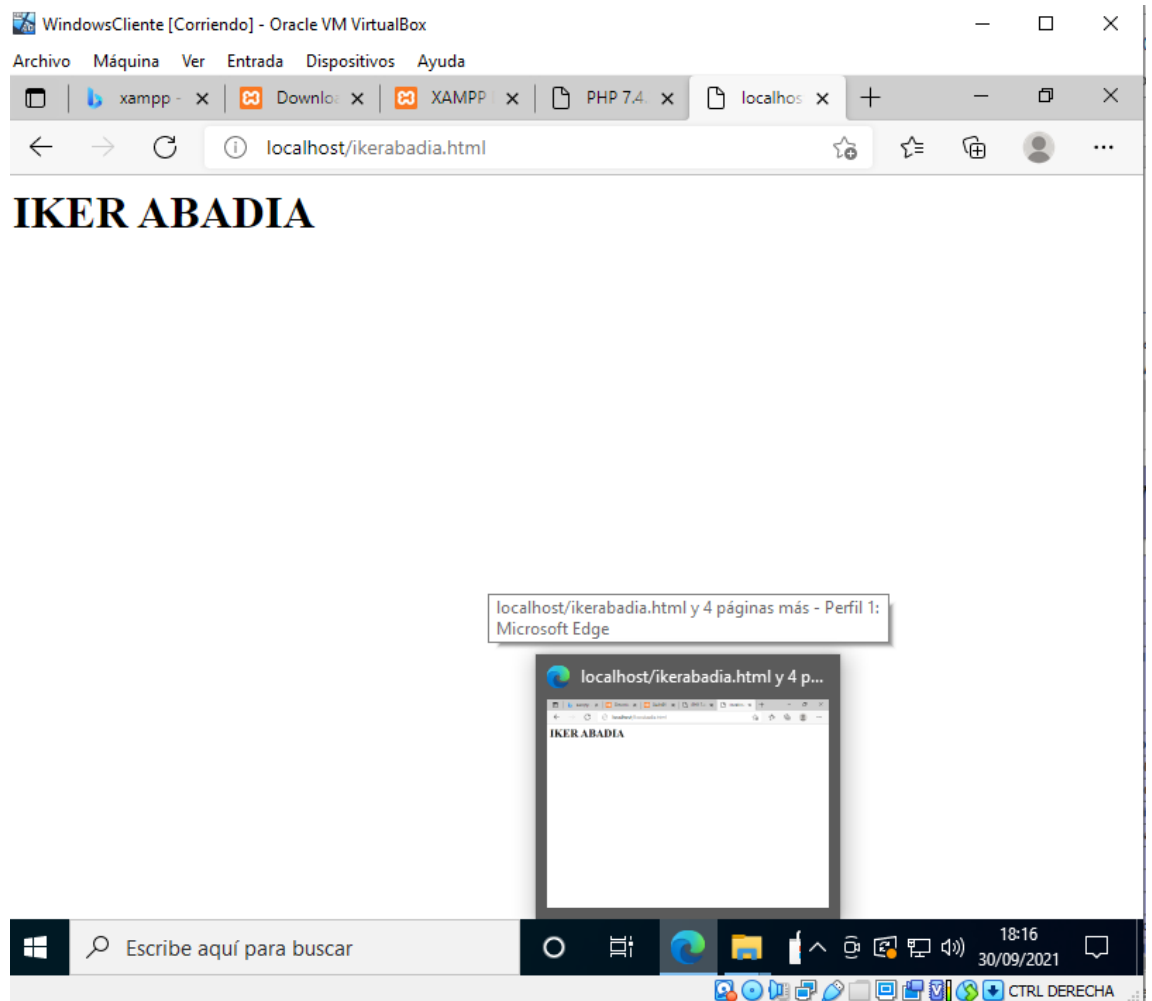 WindowsCliente [Corriendo] - Oracle VM VirtualBox
Archivo Máquina Ver Entrada Dispositivos Ayuda
xampp - Downloa XAMPP PHP 7.4. localhos
localhost/ikerabadia.html
IKER ABADIA
localhost/ikerabadia.html y 4 páginas más - Perfil 1:
Microsoft Edge
localhost/ikerabadia.html y 4 p...
IKER ABADIA
Escribe aquí para buscar
18:16
30/09/2021
CTRL DERECHA